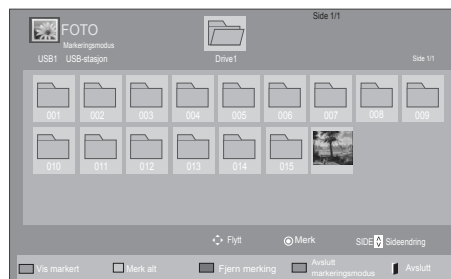 Side 1/1
FOTO
Markeringsmodus
USB1 USB-stasjon Drive1 Side 1/1
001 002 003 004 005 006 007 008 009
010 011 012 013 014 015
Flytt Merk SIDE Sideendring
Vis markert Merk alt Fjern merking Avslutt markeringsmodus Avslutt